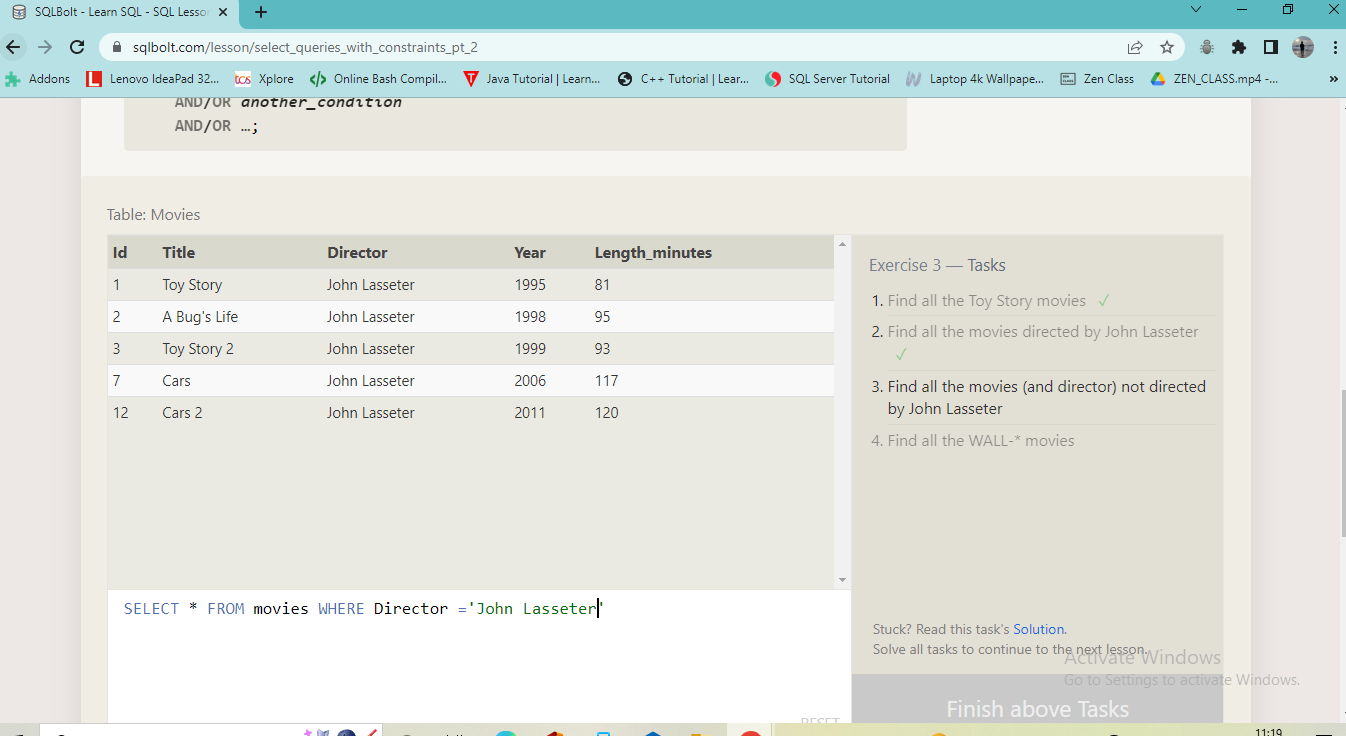 SQLBolt - Learn SQL - SQL Lesso
sqlbolt.com/lesson/select_queries_with_constraints_pt_2
Addons Lenovo IdeaPad 32... tcs Xplore Online Bash Compil... Java Tutorial | Learn... C++ Tutorial | Lear... SQL Server Tutorial Laptop 4k Wallpape... Zen Class ZEN_CLASS.mp4 -... »
AND/OR another_condition
AND/OR …;
Table: Movies
Id Title Director Year Length_minutes
1 Toy Story John Lasseter 1995 81
2 A Bug's Life John Lasseter 1998 95
3 Toy Story 2 John Lasseter 1999 93
7 Cars John Lasseter 2006 117
12 Cars 2 John Lasseter 2011 120
SELECT * FROM movies WHERE Director ='John Lasseter'
RESET
Exercise 3 — Tasks
1. Find all the Toy Story movies ✓
2. Find all the movies directed by John Lasseter
✓
3. Find all the movies (and director) not directed
by John Lasseter
4. Find all the WALL-* movies
Stuck? Read this task's Solution.
Solve all tasks to continue to the next lesson.
Activate Windows
Go to Settings to activate Windows.
Finish above Tasks
11:19